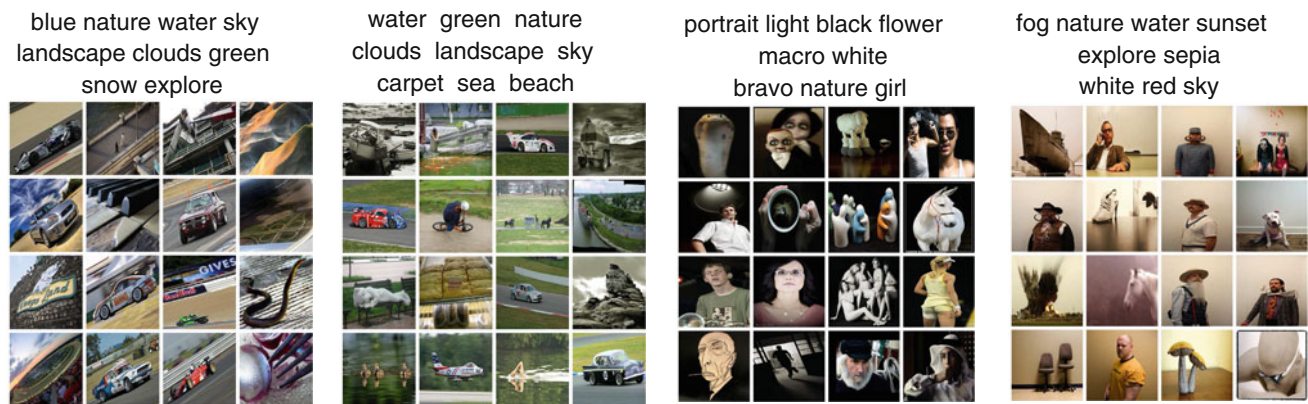 blue nature water sky
landscape clouds green
snow explore
water green nature
clouds landscape sky
carpet sea beach
portrait light black flower
macro white
bravo nature girl
fog nature water sunset
explore sepia
white red sky
GIVES